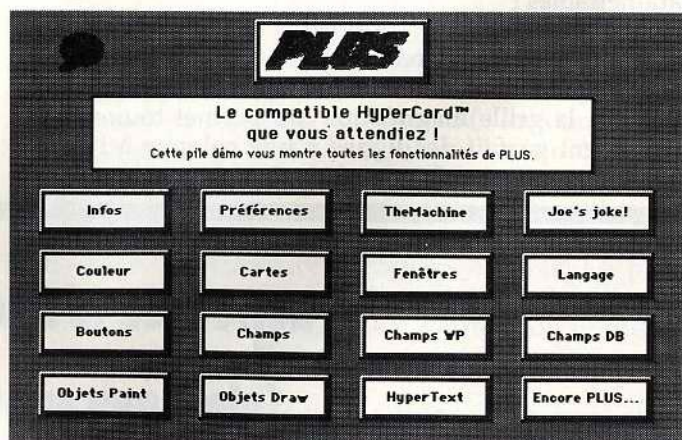 PLUS
Le compatible HyperCard™
que vous attendiez !
Cette pile démo vous montre toutes les fonctionnalités de PLUS.
Infos Préférences TheMachine Joe's joke!
Couleur Cartes Fenêtres Langage
Boutons Champs Champs WP Champs DB
Objets Paint Objets Draw HyperText Encore PLUS...